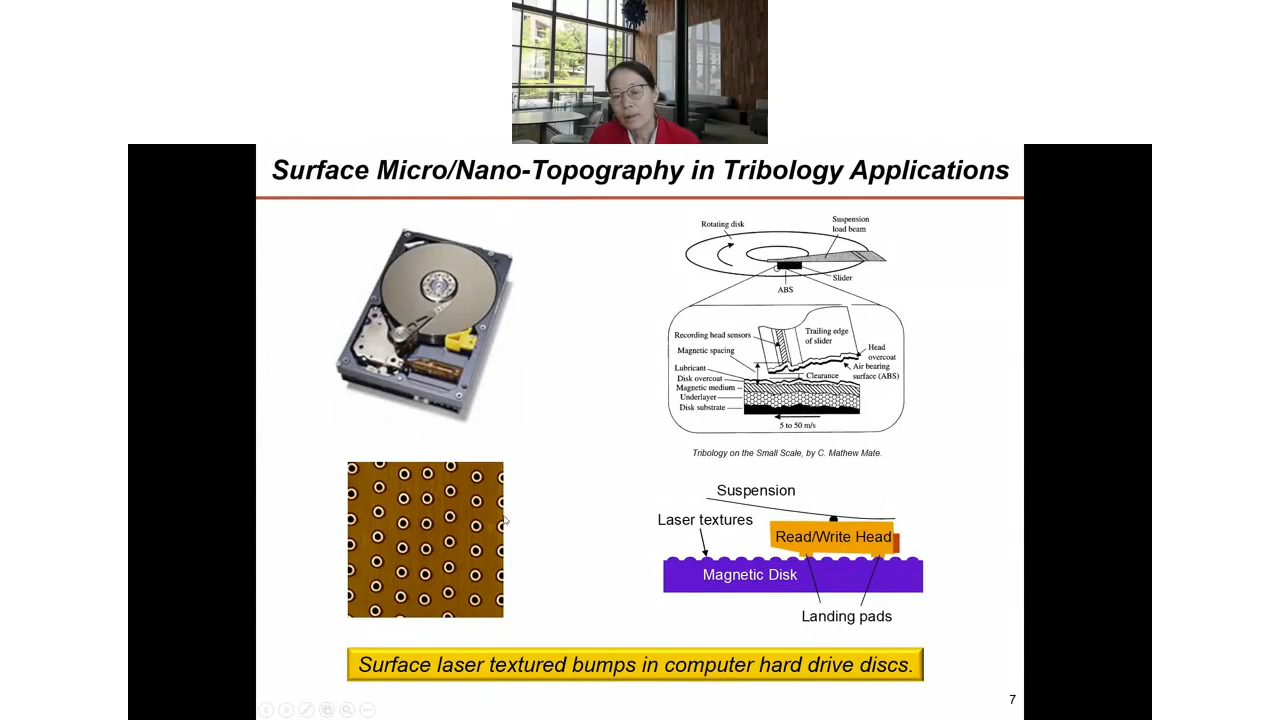 Surface Micro/Nano-Topography in Tribology Applications
Rotating disk
Suspension
load beam
Slider
ABS
Recording head sensors
Trailing edge
of slider
Magnetic spacing
Head
overcoat
Lubricant
Air bearing
surface (ABS)
Disk overcoat
Clearance
Magnetic medium
Underlayer
Disk substrate
5 to 50 m/s
Tribology on the Small Scale, by C. Mathew Mate.
Suspension
Laser textures
Read/Write Head
Magnetic Disk
Landing pads
Surface laser textured bumps in computer hard drive discs.
7